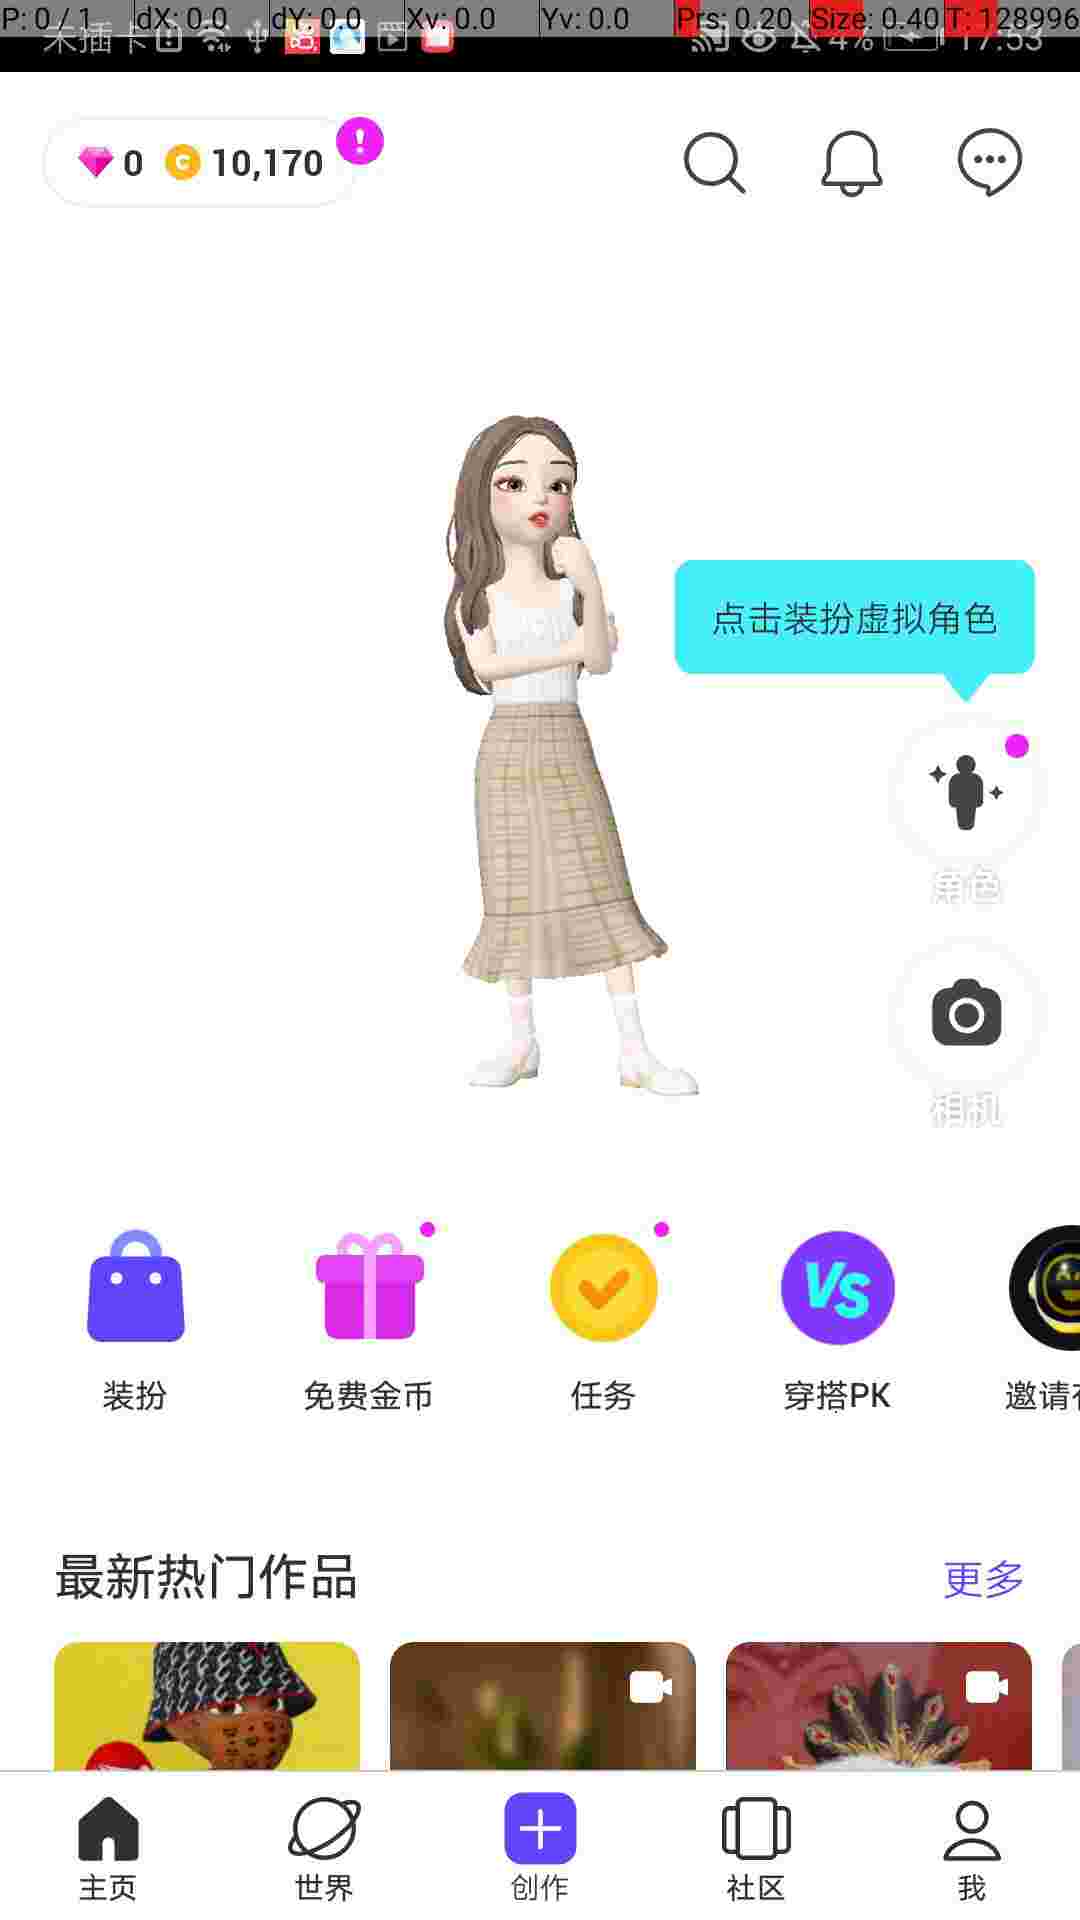 P: 0 / 1 dX: 0.0 dY: 0.0 Xv: 0.0 Yv: 0.0 Prs: 0.20 Size: 0.40 T: 128996
未插卡 4% 17:53
0 C 10,170 !
点击装扮虚拟角色
角色
相机
VS
装扮 免费金币 任务 穿搭PK 邀请
最新热门作品 更多
主页 世界 创作 社区 我